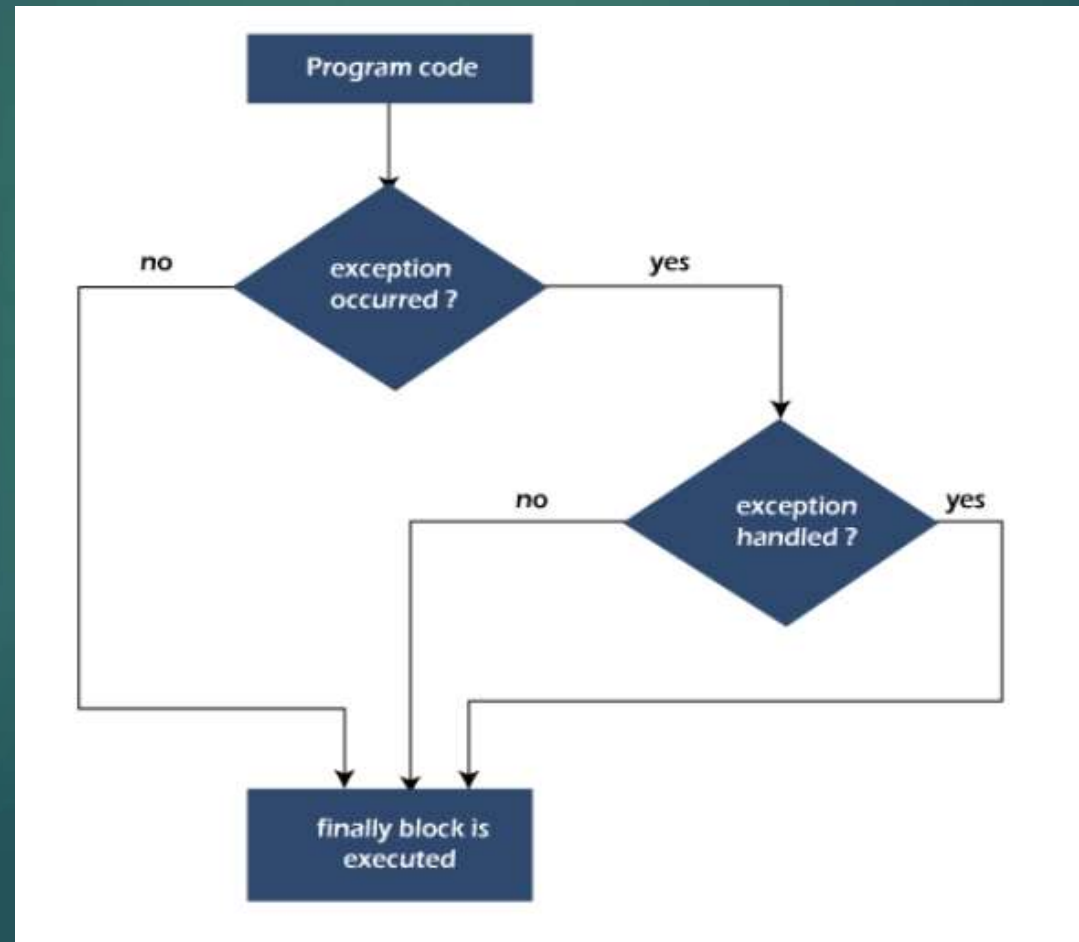 Program code
no
exception
occurred ?
yes
no
exception
handled ?
yes
finally block is
executed